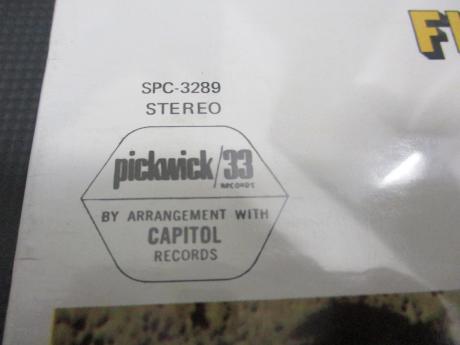 SPC-3289
STEREO
pickwick/33
RECORDS
BY ARRANGEMENT WITH
CAPITOL
RECORDS